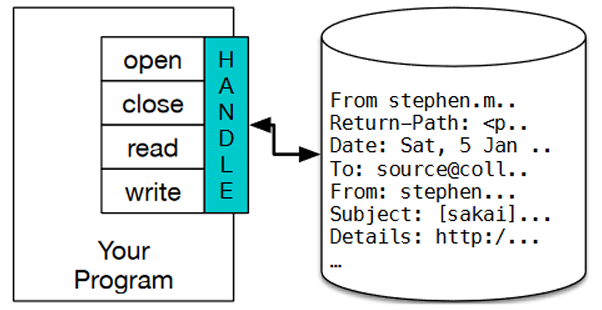 open
close
read
write
HANDLE
Your
Program
From stephen.m..
Return-Path: <p..
Date: Sat, 5 Jan ..
To: source@coll..
From: stephen...
Subject: [sakai]...
Details: http:/...
…